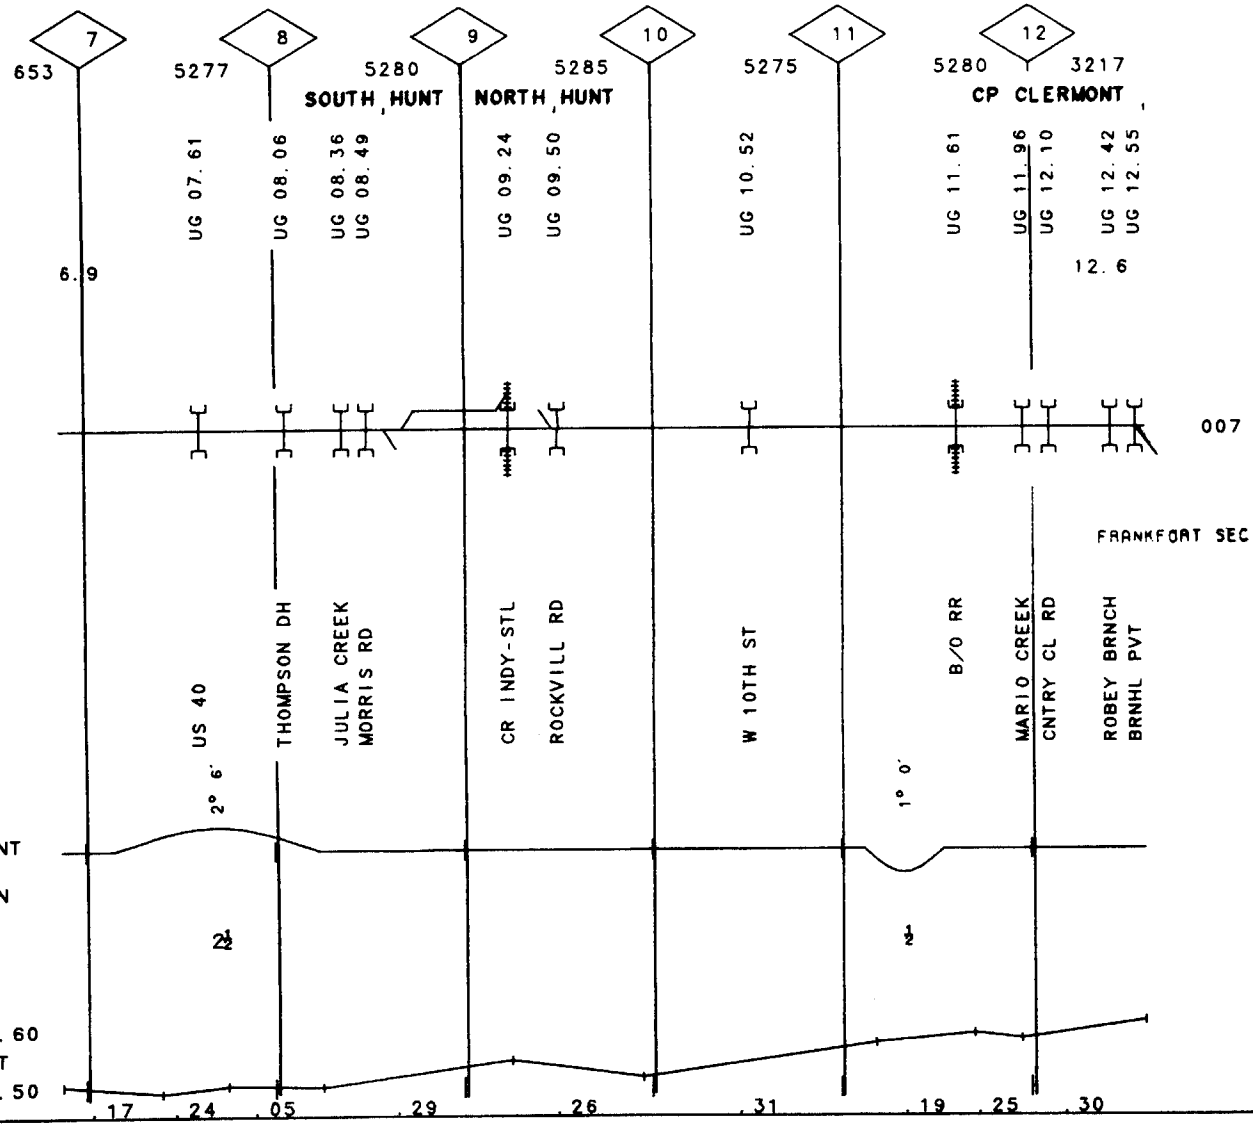 7 8 9 10 11 12
653 5277 5280 5285 5275 5280 3217
SOUTH HUNT NORTH HUNT CP CLERMONT
UG 07.61
UG 08.06
UG 08.36
UG 08.49
UG 09.24
UG 09.50
UG 10.52
UG 11.61
UG 11.96
UG 12.10
UG 12.42
UG 12.55
6.9 12.6
007
FRANKFORT SEC
US 40
THOMPSON DH
JULIA CREEK
MORRIS RD
CR INDY-STL
ROCKVILL RD
W 10TH ST
B/O RR
MARIO CREEK
CNTRY CL RD
ROBEY BRNCH
BRNHL PVT
2° 6' 1° 0'
NT
N
2½ ½
.60
T
.50
.17 .24 .05 .29 .26 .31 .19 .25 .30